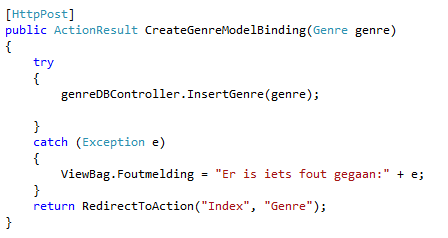 [HttpPost]
public ActionResult CreateGenreModelBinding(Genre genre)
{
    try
    {
        genreDBController.InsertGenre(genre);

    }
    catch (Exception e)
    {
        ViewBag.Foutmelding = "Er is iets fout gegaan:" + e;
    }
    return RedirectToAction("Index", "Genre");
}